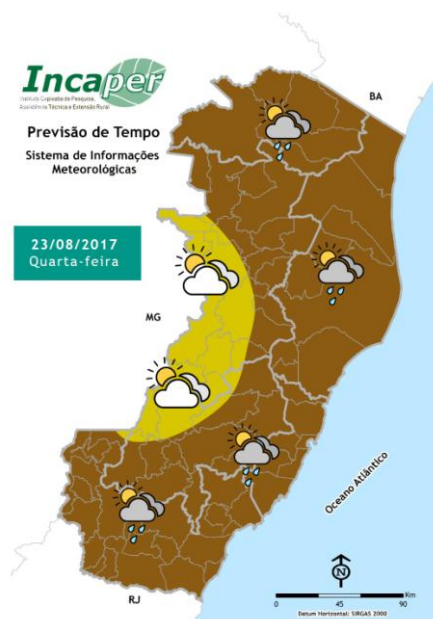 Incaper
Instituto Capixaba de Pesquisa,
Assistência Técnica e Extensão Rural
Previsão de Tempo
Sistema de Informações
Meteorológicas
23/08/2017
Quarta-feira
BA
MG
Oceano Atlântico
RJ
N
Km
0 45 90
Datum Horizontal: SIRGAS 2000